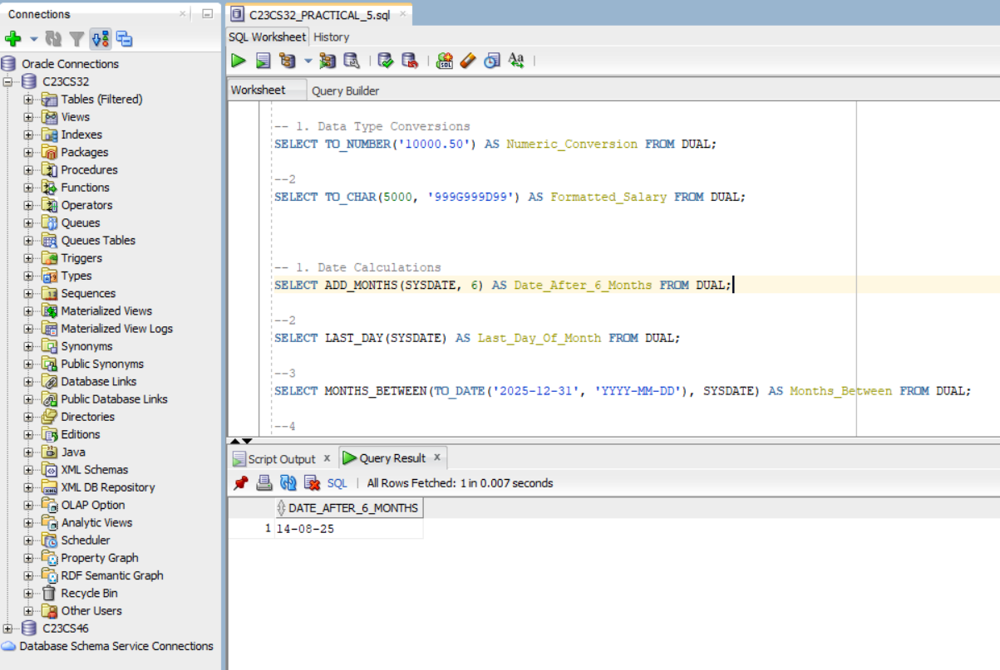 Connections
Oracle Connections
C23CS32
Tables (Filtered)
Views
Indexes
Packages
Procedures
Functions
Operators
Queues
Queues Tables
Triggers
Types
Sequences
Materialized Views
Materialized View Logs
Synonyms
Public Synonyms
Database Links
Public Database Links
Directories
Editions
Java
XML Schemas
XML DB Repository
OLAP Option
Analytic Views
Scheduler
Property Graph
RDF Semantic Graph
Recycle Bin
Other Users
C23CS46
Database Schema Service Connections
C23CS32_PRACTICAL_5.sql
SQL Worksheet History
Worksheet Query Builder
-- 1. Data Type Conversions
SELECT TO_NUMBER('10000.50') AS Numeric_Conversion FROM DUAL;
--2
SELECT TO_CHAR(5000, '999G999D99') AS Formatted_Salary FROM DUAL;
-- 1. Date Calculations
SELECT ADD_MONTHS(SYSDATE, 6) AS Date_After_6_Months FROM DUAL;
--2
SELECT LAST_DAY(SYSDATE) AS Last_Day_Of_Month FROM DUAL;
--3
SELECT MONTHS_BETWEEN(TO_DATE('2025-12-31', 'YYYY-MM-DD'), SYSDATE) AS Months_Between FROM DUAL;
--4
Script Output x Query Result x
SQL | All Rows Fetched: 1 in 0.007 seconds
DATE_AFTER_6_MONTHS
1 14-08-25